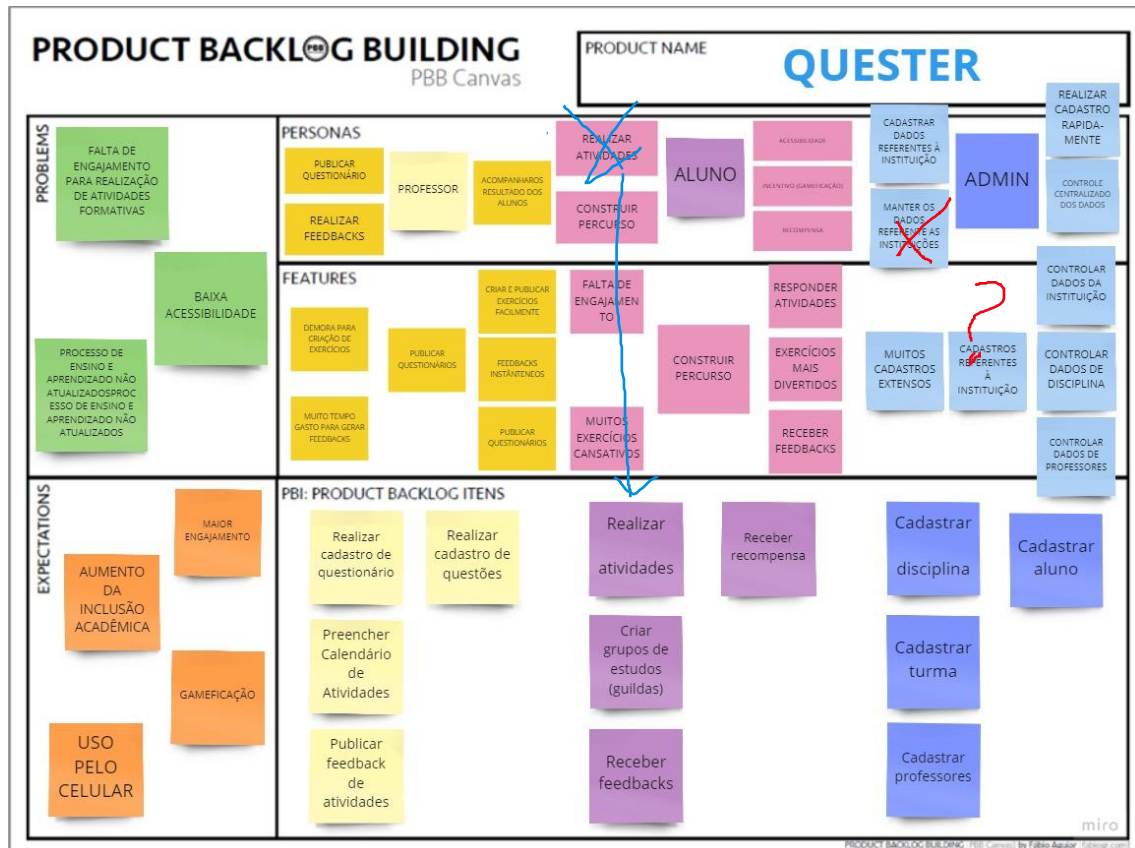 PRODUCT BACKLOG BUILDING
PBB Canvas
PRODUCT NAME
QUESTER
PROBLEMS
FALTA DE
ENGAJAMENTO
PARA REALIZAÇÃO
DE ATIVIDADES
FORMATIVAS
BAIXA
ACESSIBILIDADE
PROCESSO DE
ENSINO E
APRENDIZADO NÃO
ATUALIZADOSPROC
ESSO DE ENSINO E
APRENDIZADO NÃO
ATUALIZADOS
PERSONAS
PUBLICAR
QUESTIONÁRIO
REALIZAR
FEEDBACKS
PROFESSOR
ACOMPANHAROS
RESULTADO DOS
ALUNOS
REALIZAR
ATIVIDADES
CONSTRUIR
PERCURSO
ALUNO
ACESSIBILIDADE
INCENTIVO (GAMEFICAÇÃO)
RECOMPENSA
CADASTRAR
DADOS
REFERENTES À
INSTITUIÇÃO
MANTER OS
DADOS
REFERENTE AS
INSTITUIÇÕES
ADMIN
REALIZAR
CADASTRO
RAPIDA-
MENTE
CONTROLE
CENTRALIZADO
DOS DADOS
FEATURES
DEMORA PARA
CRIAÇÃO DE
EXERCÍCIOS
MUITO TEMPO
GASTO PARA GERAR
FEEDBACKS
PUBLICAR
QUESTIONÁRIOS
CRIAR E PUBLICAR
EXERCÍCIOS
FACILMENTE
FEEDBACKS
INSTÂNTENEOS
PUBLICAR
QUESTIONÁRIOS
FALTA DE
ENGAJAMEN
TO
MUITOS
EXERCÍCIOS
CANSATIVOS
CONSTRUIR
PERCURSO
RESPONDER
ATIVIDADES
EXERCÍCIOS
MAIS
DIVERTIDOS
RECEBER
FEEDBACKS
MUITOS
CADASTROS
EXTENSOS
?
CADASTROS
REFERENTES
À
INSTITUIÇÃO
CONTROLAR
DADOS DA
INSTITUIÇÃO
CONTROLAR
DADOS DE
DISCIPLINA
CONTROLAR
DADOS DE
PROFESSORES
EXPECTATIONS
MAIOR
ENGAJAMENTO
AUMENTO
DA
INCLUSÃO
ACADÊMICA
GAMEFICAÇÃO
USO
PELO
CELULAR
PBI: PRODUCT BACKLOG ITENS
Realizar
cadastro de
questionário
Realizar
cadastro de
questões
Preencher
Calendário
de
Atividades
Publicar
feedback
de
atividades
Realizar
atividades
Receber
recompensa
Criar
grupos de
estudos
(guildas)
Receber
feedbacks
Cadastrar
disciplina
Cadastrar
aluno
Cadastrar
turma
Cadastrar
professores
miro
PRODUCT BACKLOG BUILDING | PBB Canvas | by Fábio Aguiar